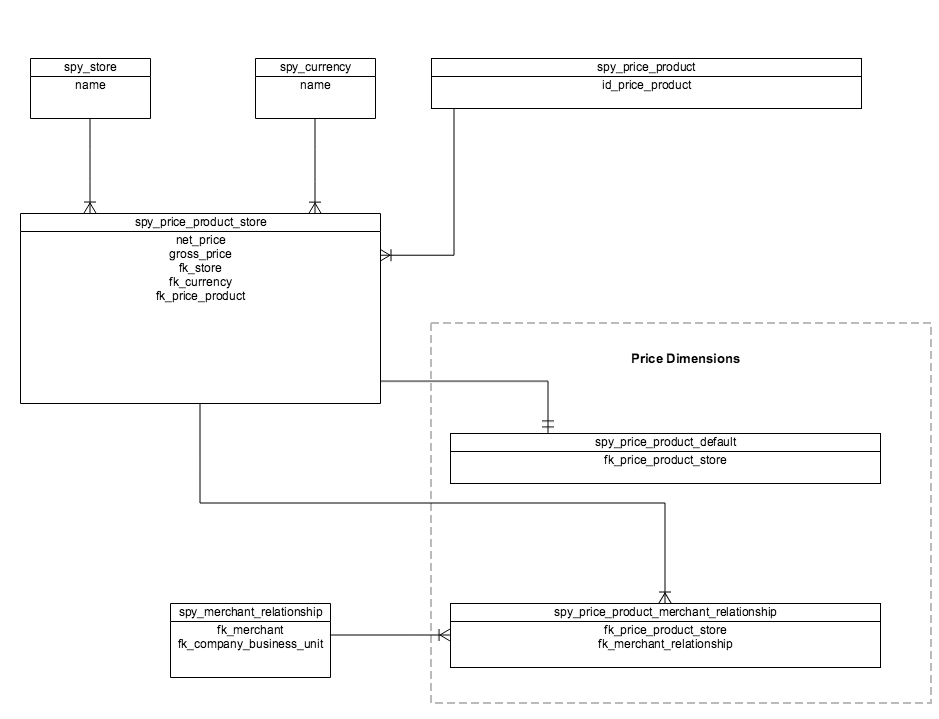 spy_store
name
spy_currency
name
spy_price_product
id_price_product
spy_price_product_store
net_price
gross_price
fk_store
fk_currency
fk_price_product
Price Dimensions
spy_price_product_default
fk_price_product_store
spy_merchant_relationship
fk_merchant
fk_company_business_unit
spy_price_product_merchant_relationship
fk_price_product_store
fk_merchant_relationship